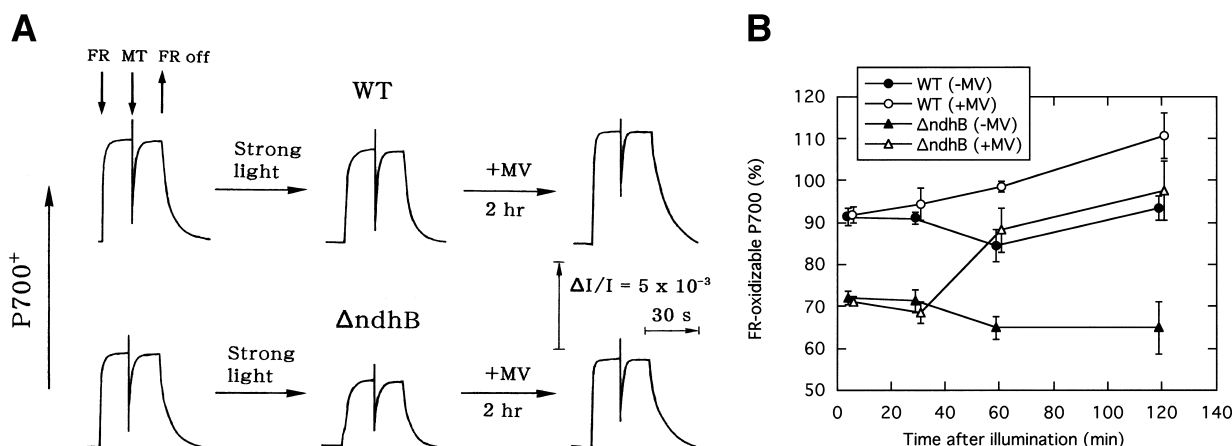 A
FR MT FR off
WT
Strong
light
+MV
2 hr
P700⁺
ΔI/I = 5 x 10⁻³
30 s
ΔndhB
Strong
light
+MV
2 hr
B
WT (-MV)
WT (+MV)
ΔndhB (-MV)
ΔndhB (+MV)
FR-oxidizable P700 (%)
120
110
100
90
80
70
60
50
0 20 40 60 80 100 120 140
Time after illumination (min)